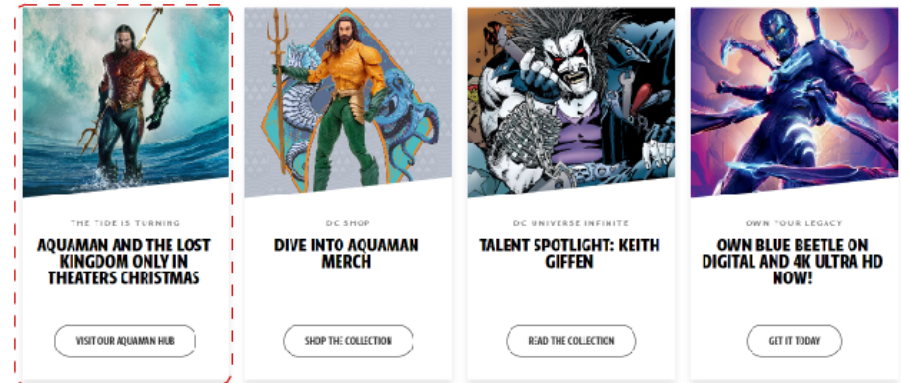 THE TIDE IS TURNING
AQUAMAN AND THE LOST
KINGDOM ONLY IN
THEATERS CHRISTMAS
VISIT OUR AQUAMAN HUB
DC SHOP
DIVE INTO AQUAMAN
MERCH
SHOP THE COLLECTION
DC UNIVERSE INFINITE
TALENT SPOTLIGHT: KEITH
GIFFEN
READ THE COLLECTION
OWN YOUR LEGACY
OWN BLUE BEETLE ON
DIGITAL AND 4K ULTRA HD
NOW!
GET IT TODAY